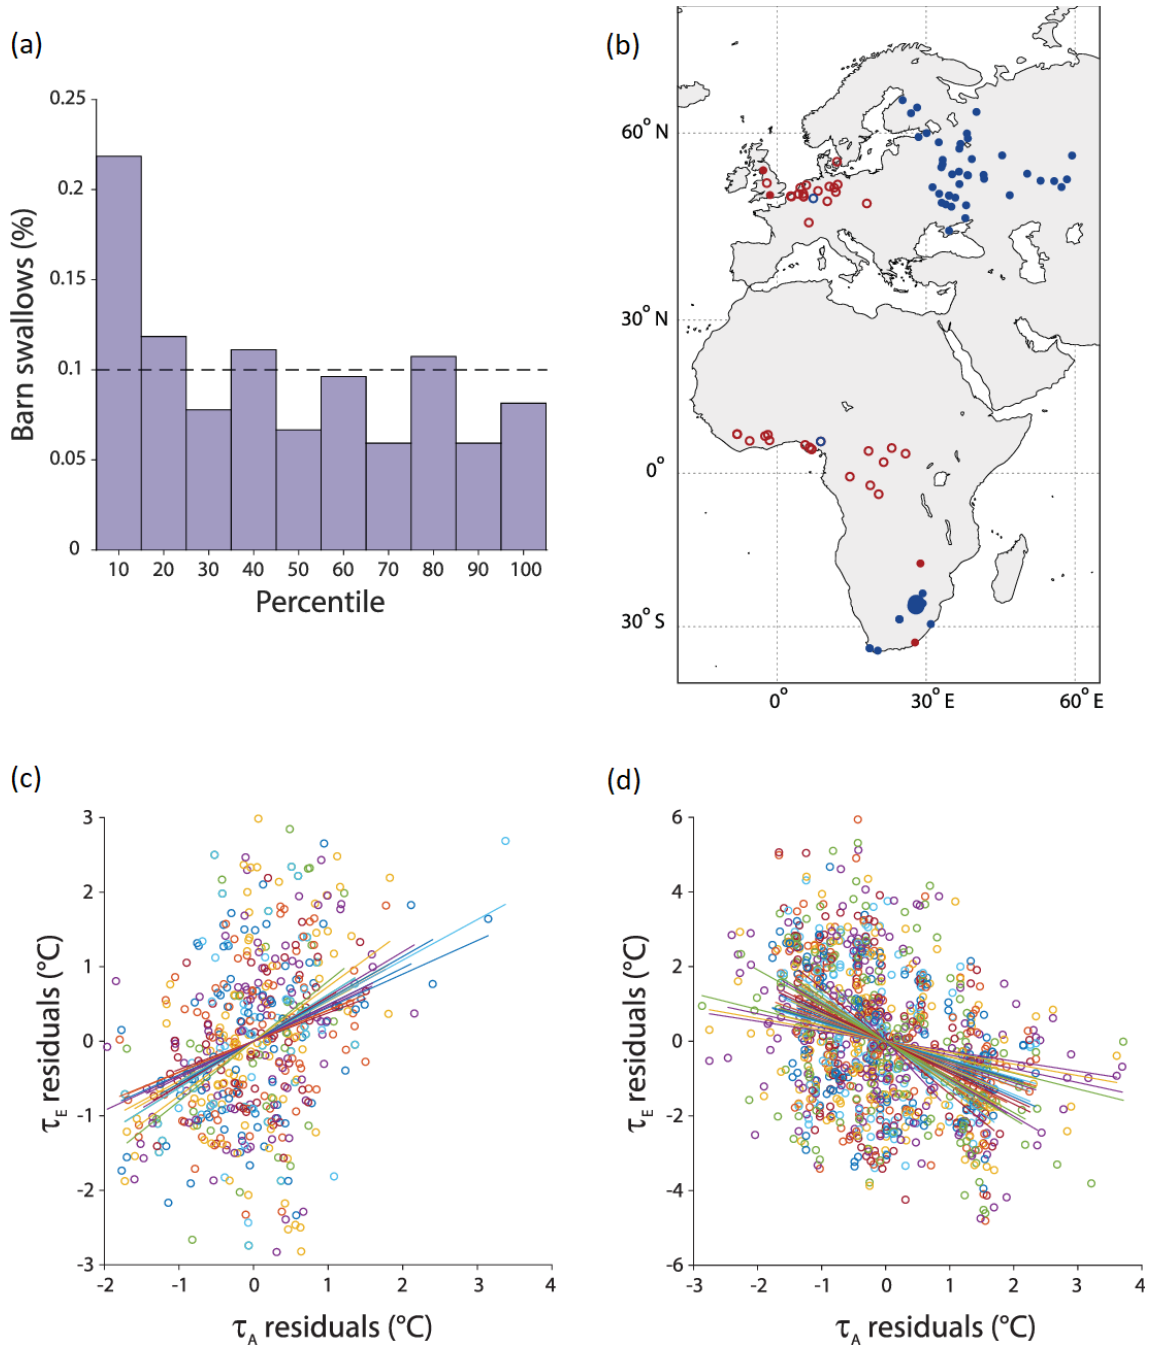 (a)
0.25
0.2
0.15
0.1
0.05
0
Barn swallows (%)
10 20 30 40 50 60 70 80 90 100
Percentile
(b)
60° N
30° N
0°
30° S
0° 30° E 60° E
(c)
3
2
1
0
-1
-2
-3
τE residuals (°C)
-2 -1 0 1 2 3 4
τA residuals (°C)
(d)
6
4
2
0
-2
-4
-6
τE residuals (°C)
-3 -2 -1 0 1 2 3 4
τA residuals (°C)